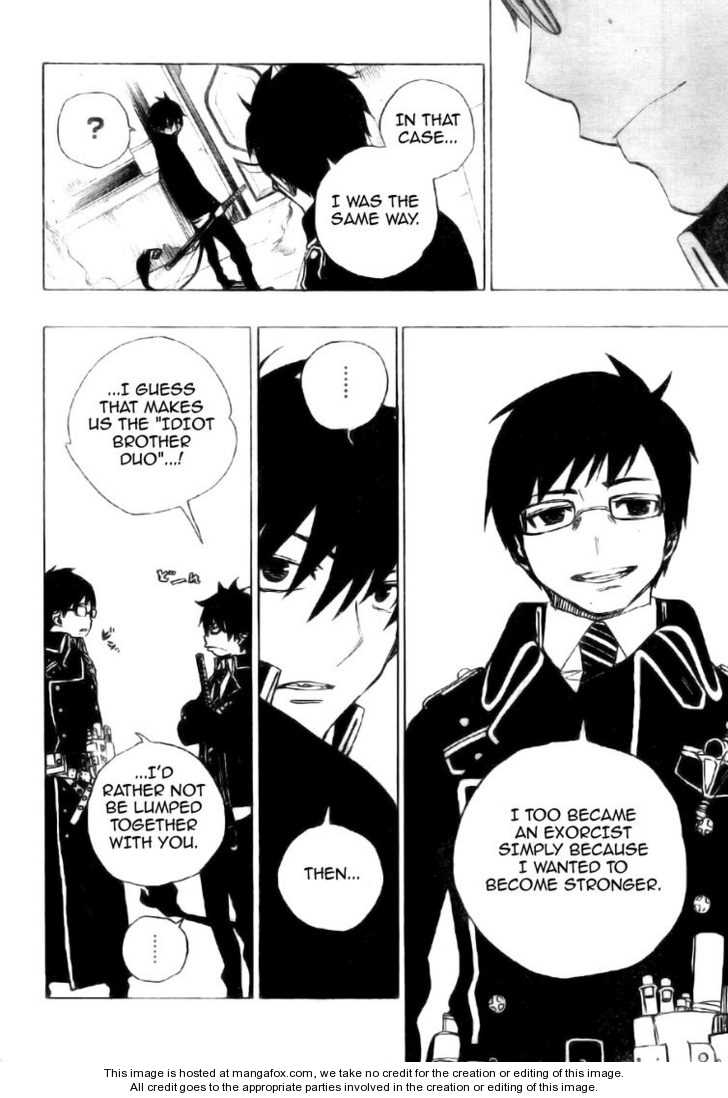 IN THAT
CASE...
I WAS THE
SAME WAY.
?
I TOO BECAME
AN EXORCIST
SIMPLY BECAUSE
I WANTED TO
BECOME STRONGER.
......
THEN...
...I GUESS
THAT MAKES
US THE "IDIOT
BROTHER
DUO"...!
...I'D
RATHER NOT
BE LUMPED
TOGETHER
WITH YOU.
.....
This image is hosted at mangafox.com, we take no credit for the creation or editing of this image.
All credit goes to the appropriate parties involved in the creation or editing of this image.